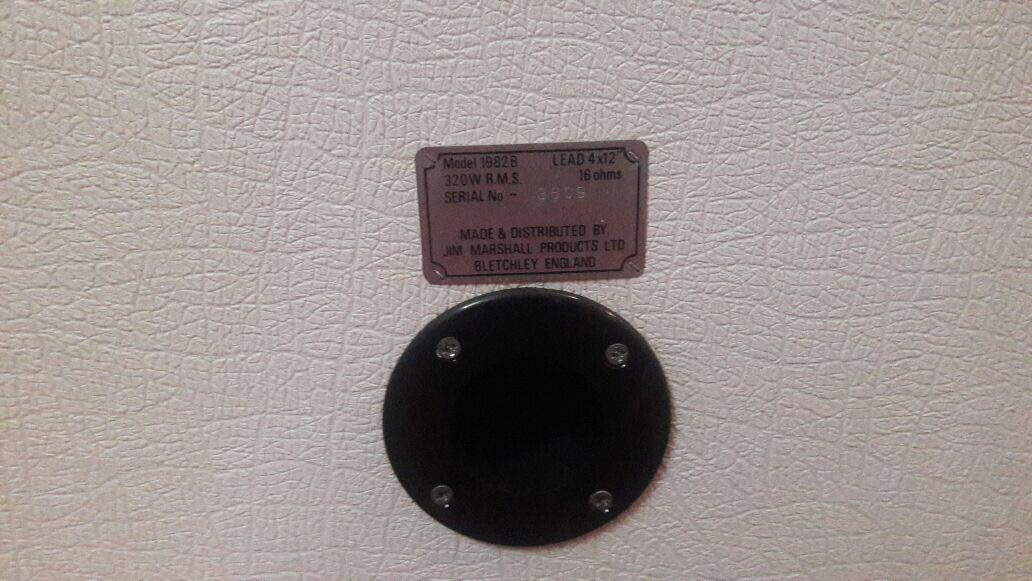 Model 1982B LEAD 4x12"
320W R.M.S. 16 ohms
SERIAL No -
MADE & DISTRIBUTED BY
JIM MARSHALL PRODUCTS LTD
BLETCHLEY ENGLAND